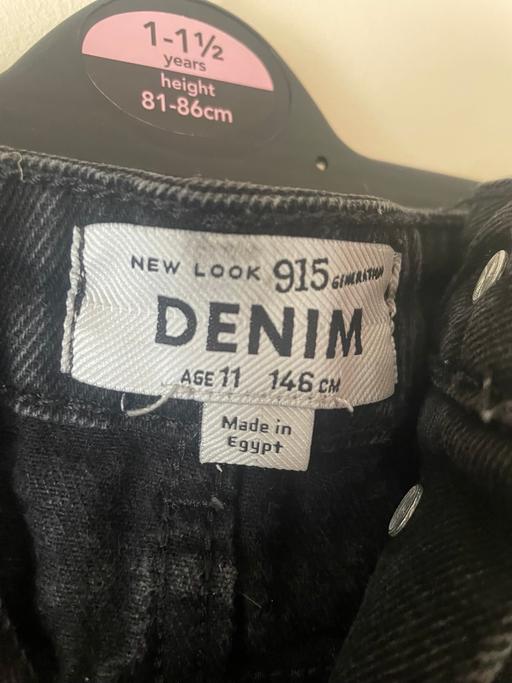 1-1½
years
height
81-86cm
NEW LOOK 915 GENERATION
DENIM
AGE 11 146 CM
Made in
Egypt